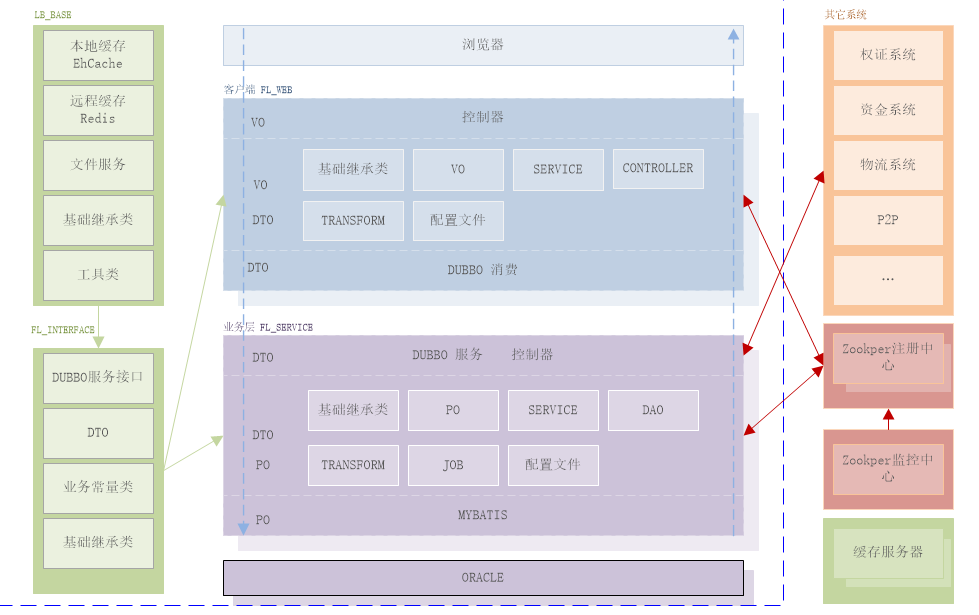 LB_BASE
本地缓存
EhCache
远程缓存
Redis
文件服务
基础继承类
工具类
FL_INTERFACE
DUBBO服务接口
DTO
业务常量类
基础继承类
浏览器
客户端 FL_WEB
VO
控制器
VO
DTO
基础继承类
VO
SERVICE
CONTROLLER
TRANSFORM
配置文件
DTO
DUBBO 消费
业务层 FL_SERVICE
DTO
DUBBO 服务 控制器
DTO
PO
基础继承类
PO
SERVICE
DAO
TRANSFORM
JOB
配置文件
PO
MYBATIS
ORACLE
其它系统
权证系统
资金系统
物流系统
P2P
...
Zookper注册中
心
Zookper监控中
心
缓存服务器